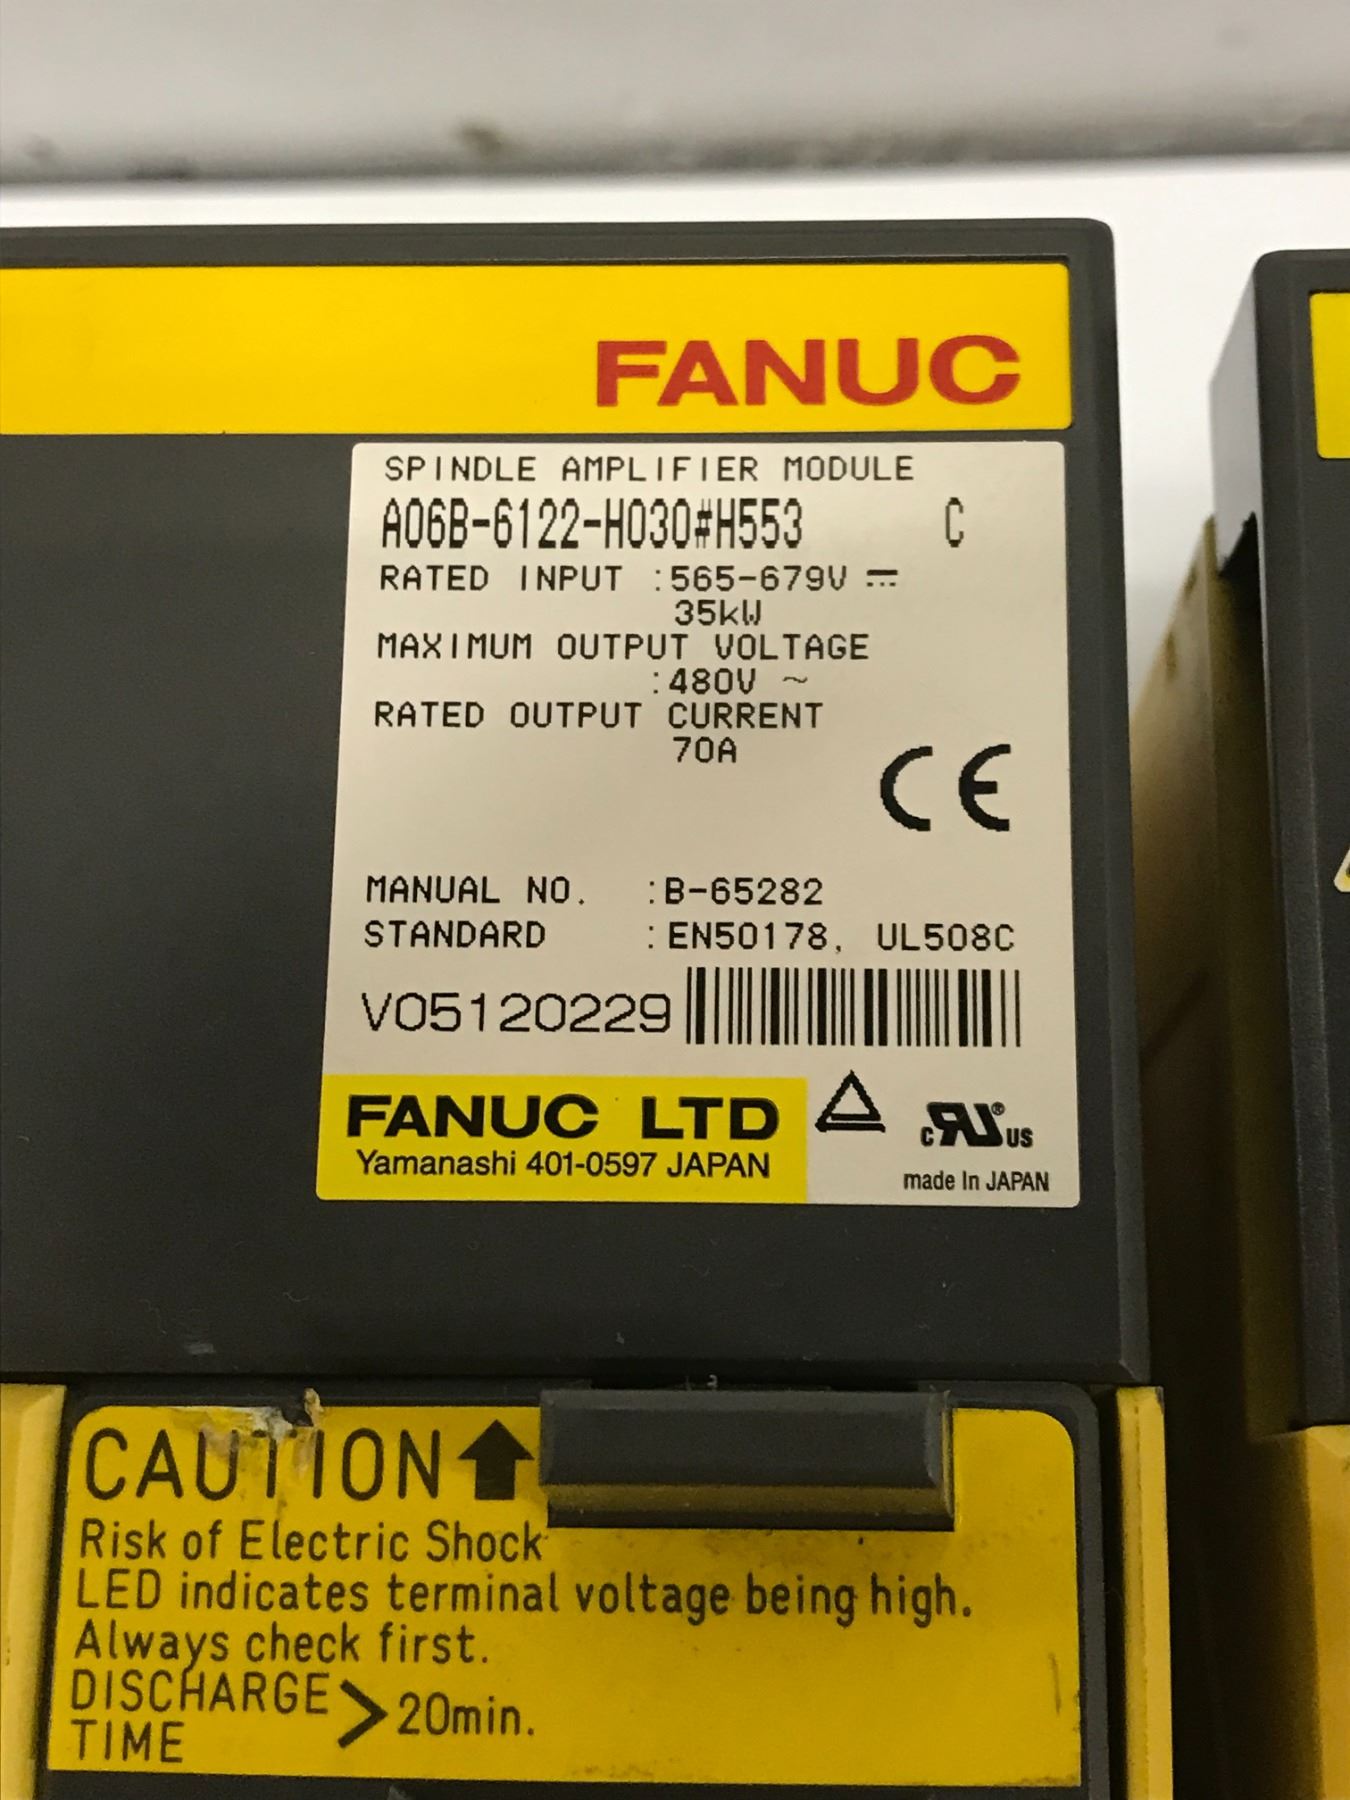 FANUC
SPINDLE AMPLIFIER MODULE
A06B-6122-H030#H553 C
RATED INPUT :565-679V ⎓
35kW
MAXIMUM OUTPUT VOLTAGE
:480V ~
RATED OUTPUT CURRENT
70A
CE
MANUAL NO. :B-65282
STANDARD :EN50178, UL508C
V05120229
FANUC LTD
Yamanashi 401-0597 JAPAN
c RU ® US
made In JAPAN
CAUTION
Risk of Electric Shock
LED indicates terminal voltage being high.
Always check first.
DISCHARGE
TIME > 20min.